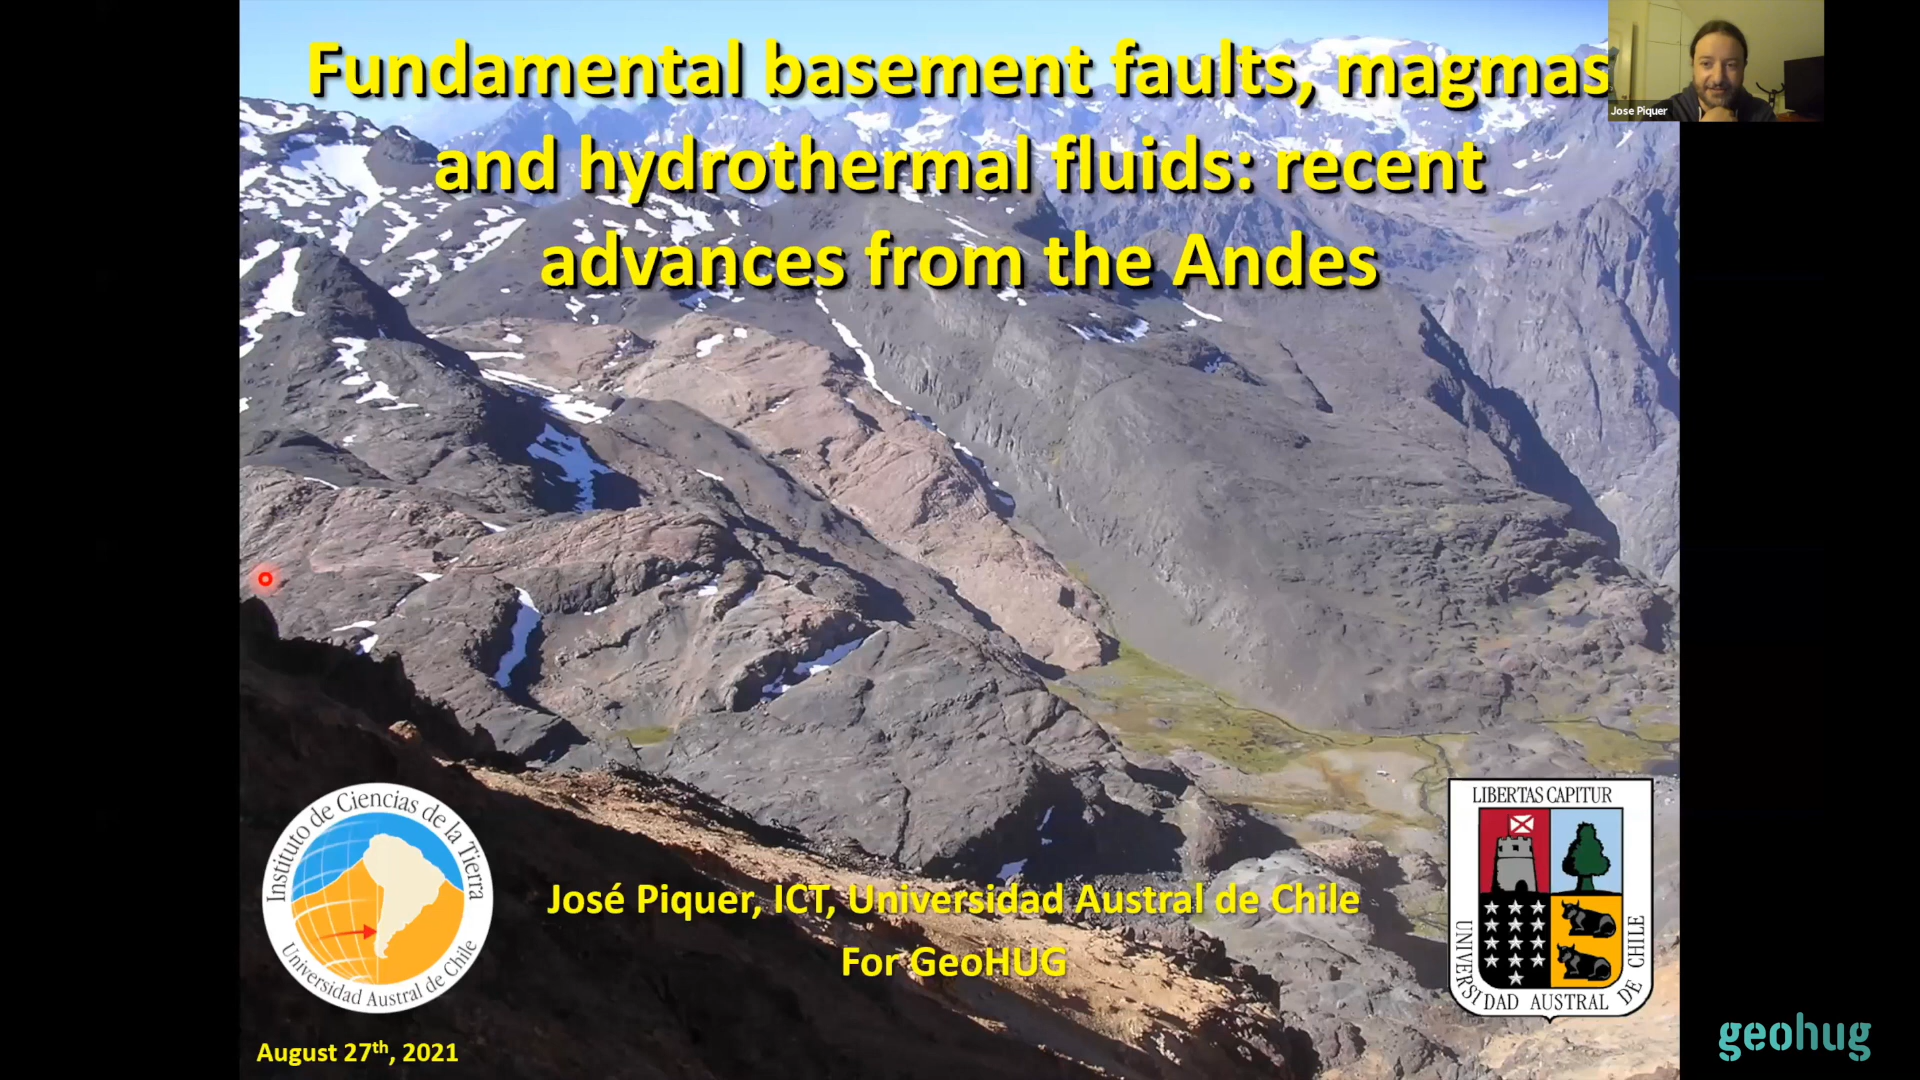 Fundamental basement faults, magmas
and hydrothermal fluids: recent
advances from the Andes
Jose Piquer
Instituto de Ciencias de la Tierra
Universidad Austral de Chile
José Piquer, ICT, Universidad Austral de Chile
For GeoHUG
LIBERTAS CAPITUR
UNIVERSIDAD AUSTRAL DE CHILE
August 27th, 2021
geohug